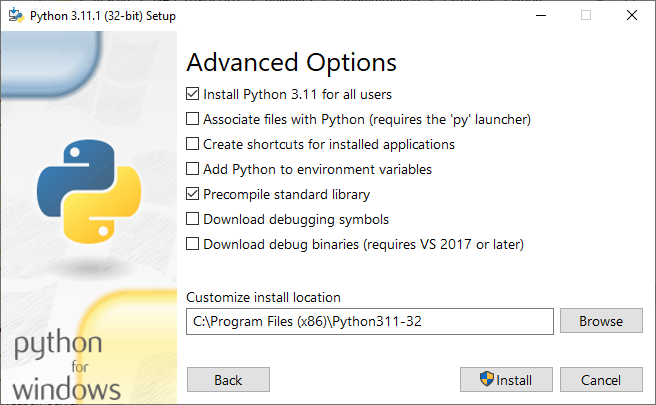 Python 3.11.1 (32-bit) Setup
Advanced Options
Install Python 3.11 for all users
Associate files with Python (requires the 'py' launcher)
Create shortcuts for installed applications
Add Python to environment variables
Precompile standard library
Download debugging symbols
Download debug binaries (requires VS 2017 or later)
Customize install location
C:\Program Files (x86)\Python311-32
Browse
python
for
windows
Back
Install
Cancel